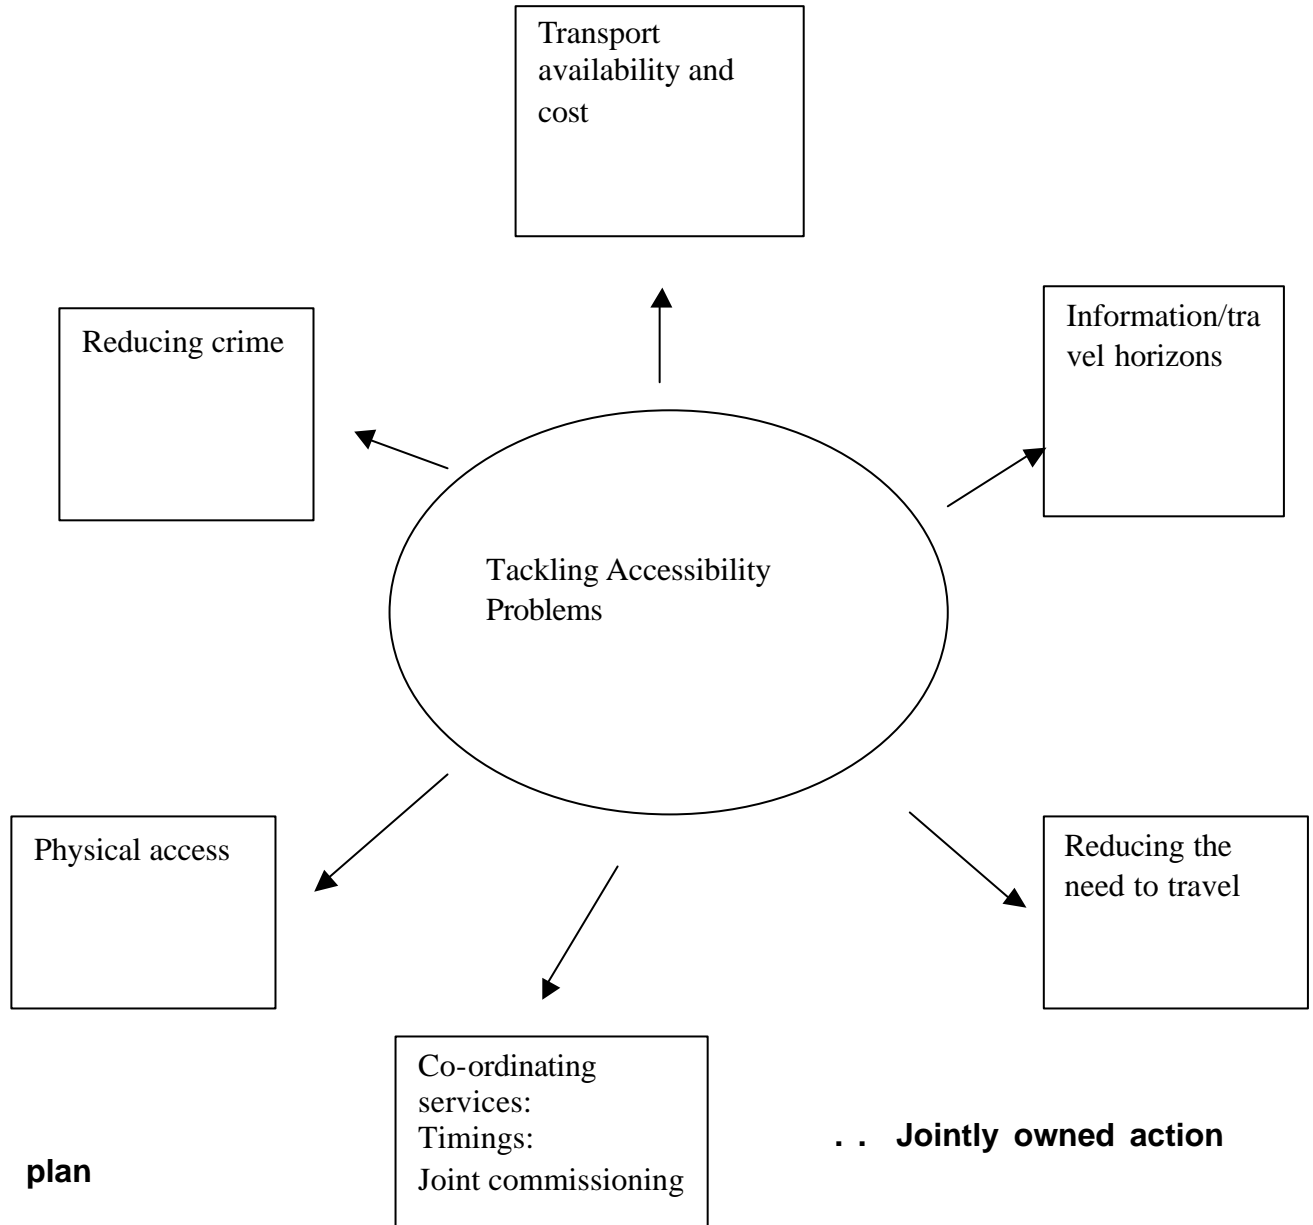 Transport
availability and
cost
Reducing crime
Information/tra
vel horizons
Tackling Accessibility
Problems
Physical access
Reducing the
need to travel
Co-ordinating
services:
Timings:
Joint commissioning
. . Jointly owned action
plan